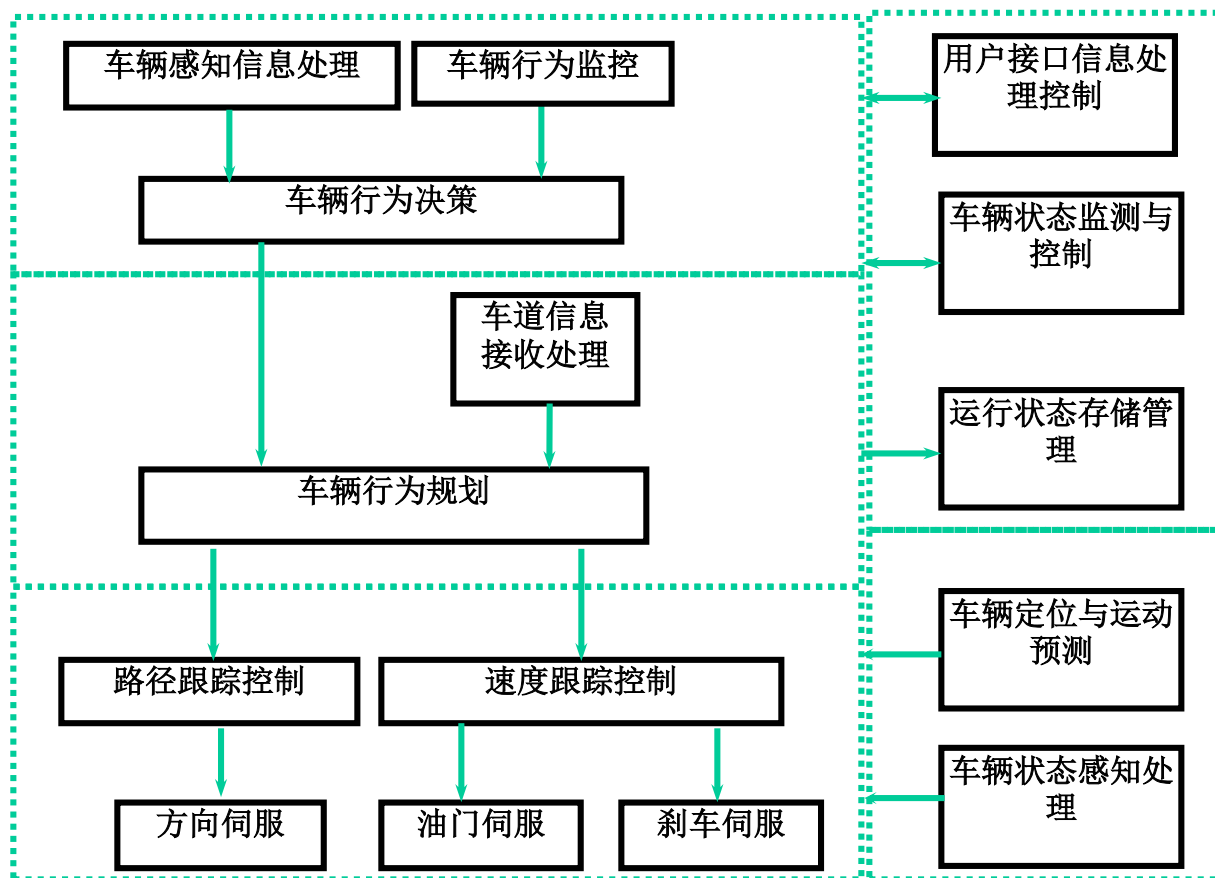 车辆感知信息处理
车辆行为监控
车辆行为决策
车道信息
接收处理
车辆行为规划
路径跟踪控制
速度跟踪控制
方向伺服
油门伺服
刹车伺服
用户接口信息处
理控制
车辆状态监测与
控制
运行状态存储管
理
车辆定位与运动
预测
车辆状态感知处
理